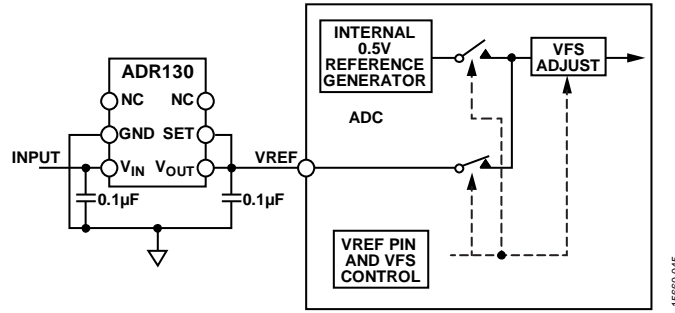 INTERNAL
0.5V
REFERENCE
GENERATOR
VFS
ADJUST
ADR130
NC NC
ADC
GND SET
INPUT
VIN VOUT
VREF
0.1µF 0.1µF
VREF PIN
AND VFS
CONTROL